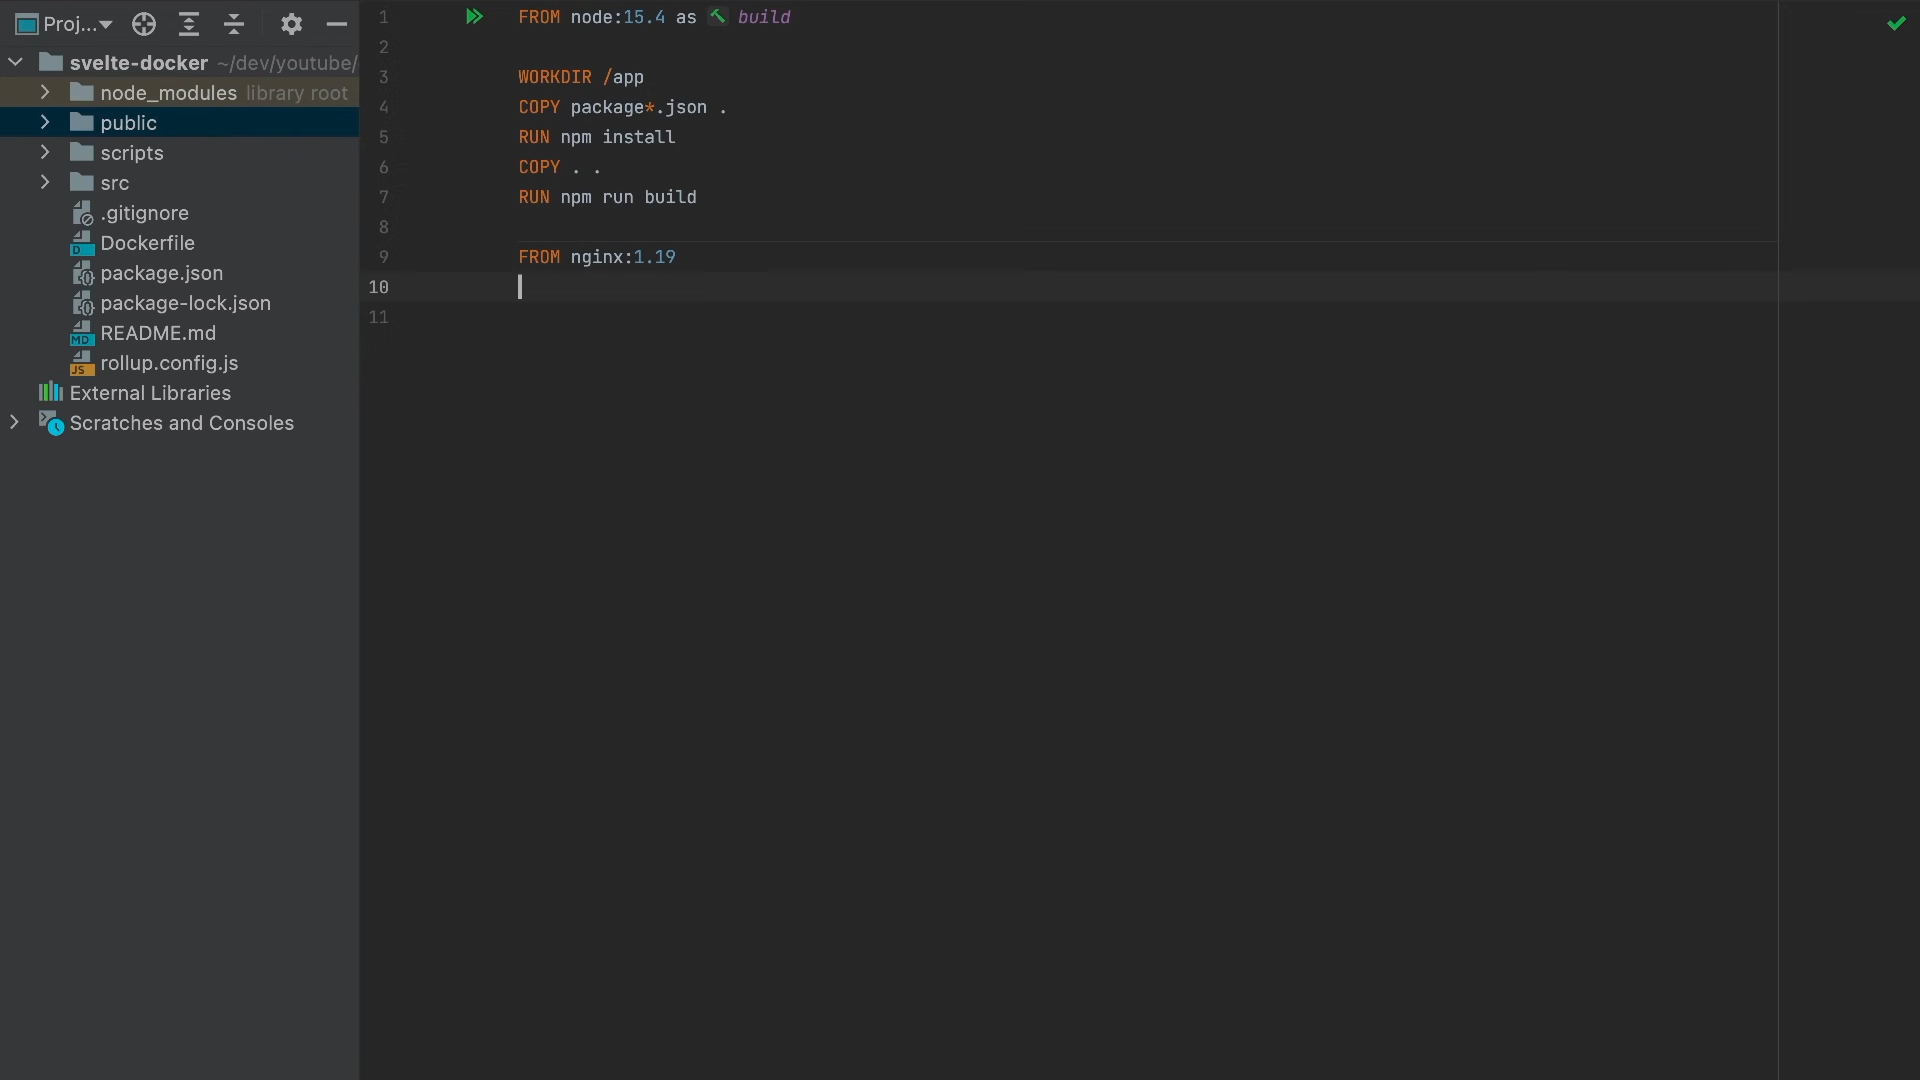 Proj...
svelte-docker ~/dev/youtube/
node_modules library root
public
scripts
src
.gitignore
Dockerfile
package.json
package-lock.json
README.md
rollup.config.js
External Libraries
Scratches and Consoles
1 FROM node:15.4 as build
2
3 WORKDIR /app
4 COPY package*.json .
5 RUN npm install
6 COPY . .
7 RUN npm run build
8
9 FROM nginx:1.19
10
11